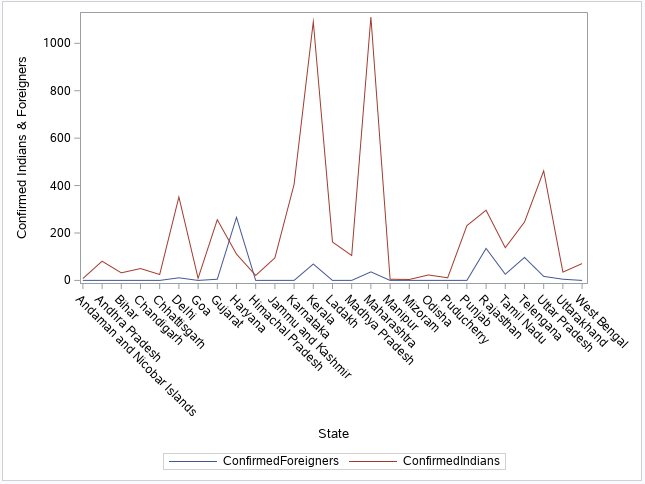 1000
800
600
400
200
0
Confirmed Indians & Foreigners
Andaman and Nicobar Islands
Andhra Pradesh
Bihar
Chandigarh
Chhattisgarh
Delhi
Goa
Gujarat
Haryana
Himachal Pradesh
Jammu and Kashmir
Karnataka
Kerala
Ladakh
Madhya Pradesh
Maharashtra
Manipur
Mizoram
Odisha
Puducherry
Punjab
Rajasthan
Tamil Nadu
Telengana
Uttar Pradesh
Uttarakhand
West Bengal
State
ConfirmedForeigners ConfirmedIndians